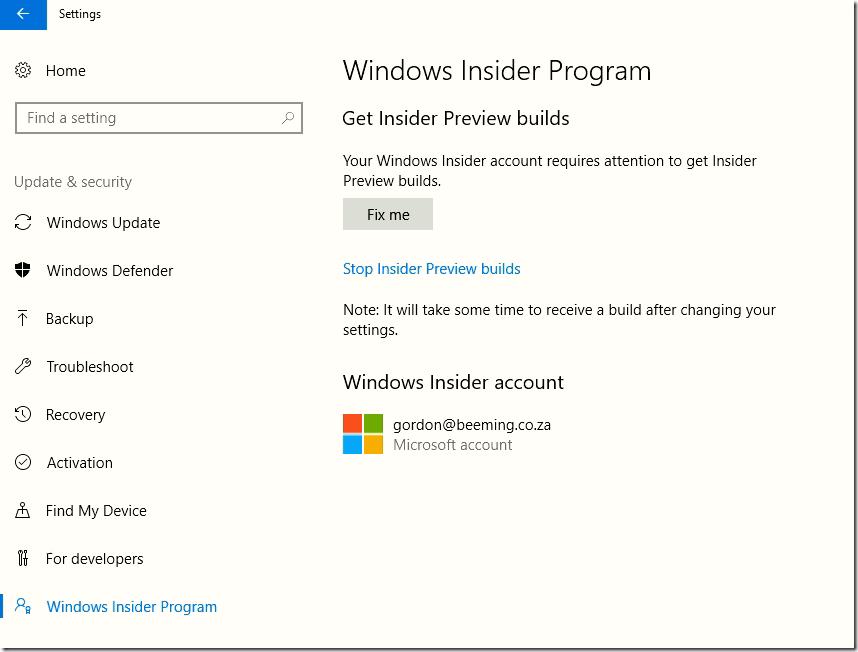 Settings
Home
Find a setting
Update & security
Windows Update
Windows Defender
Backup
Troubleshoot
Recovery
Activation
Find My Device
For developers
Windows Insider Program
Windows Insider Program
Get Insider Preview builds
Your Windows Insider account requires attention to get Insider
Preview builds.
Fix me
Stop Insider Preview builds
Note: It will take some time to receive a build after changing your
settings.
Windows Insider account
gordon@beeming.co.za
Microsoft account